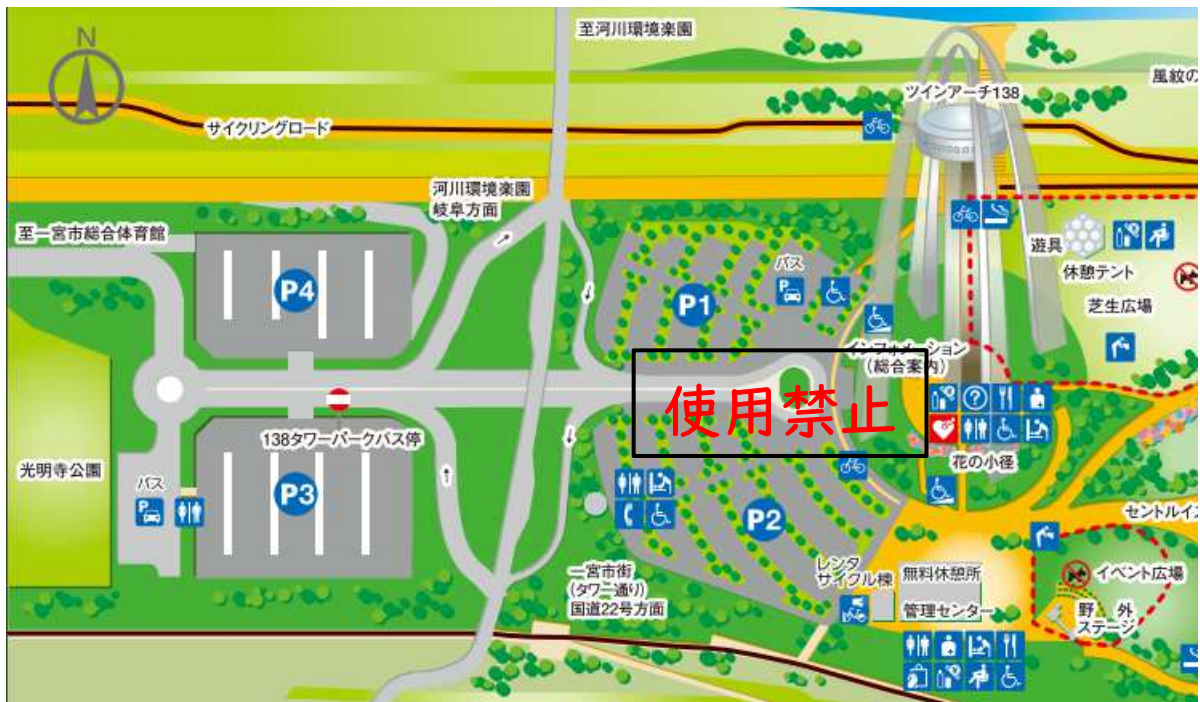 N
至河川環境楽園
ツインアーチ138
風紋の
サイクリングロード
河川環境楽園
岐阜方面
至一宮市総合体育館
遊具
休憩テント
芝生広場
バス
P
P1
P4
インフォメーション
(総合案内)
使用禁止
138タワーパークバス停
花の小径
光明寺公園
バス
P
P3
P2
セントルイス
レンタ
サイクル棟
無料休憩所
イベント広場
一宮市街
(タワー通り)
国道22号方面
管理センター
野外
ステージ